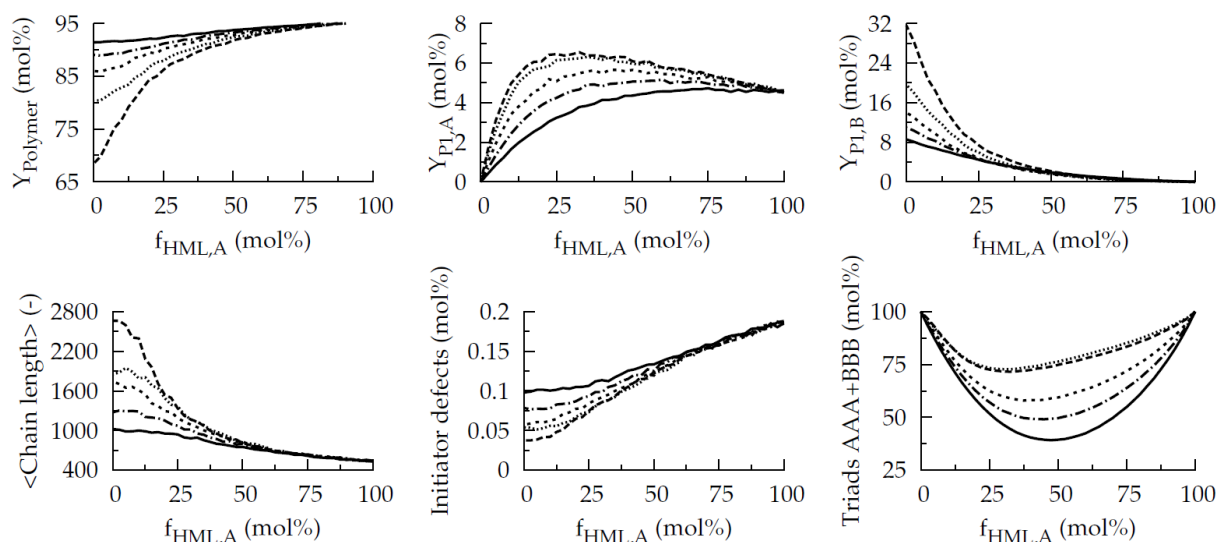 Y_Polymer (mol%)
95
85
75
65
0 25 50 75 100
f_HML,A (mol%)
Y_P1,A (mol%)
8
6
4
2
0
0 25 50 75 100
f_HML,A (mol%)
Y_P1,B (mol%)
32
24
16
8
0
0 25 50 75 100
f_HML,A (mol%)
<Chain length> (-)
2800
2200
1600
1000
400
0 25 50 75 100
f_HML,A (mol%)
Initiator defects (mol%)
0.2
0.15
0.1
0.05
0
0 25 50 75 100
f_HML,A (mol%)
Triads AAA+BBB (mol%)
100
75
50
25
0 25 50 75 100
f_HML,A (mol%)